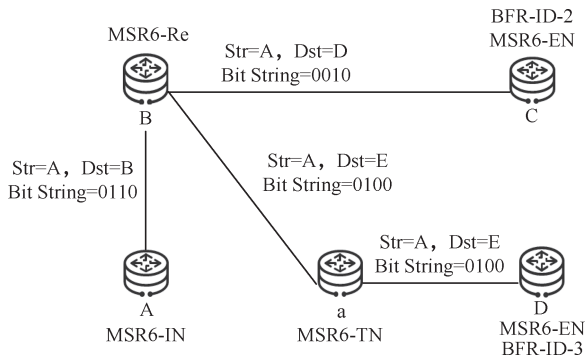 BFR-ID-2
MSR6-Re
MSR6-EN
Str=A，Dst=D
Bit String=0010
B
C
Str=A，Dst=B
Bit String=0110
Str=A，Dst=E
Bit String=0100
Str=A，Dst=E
Bit String=0100
A
a
D
MSR6-IN
MSR6-TN
MSR6-EN
BFR-ID-3